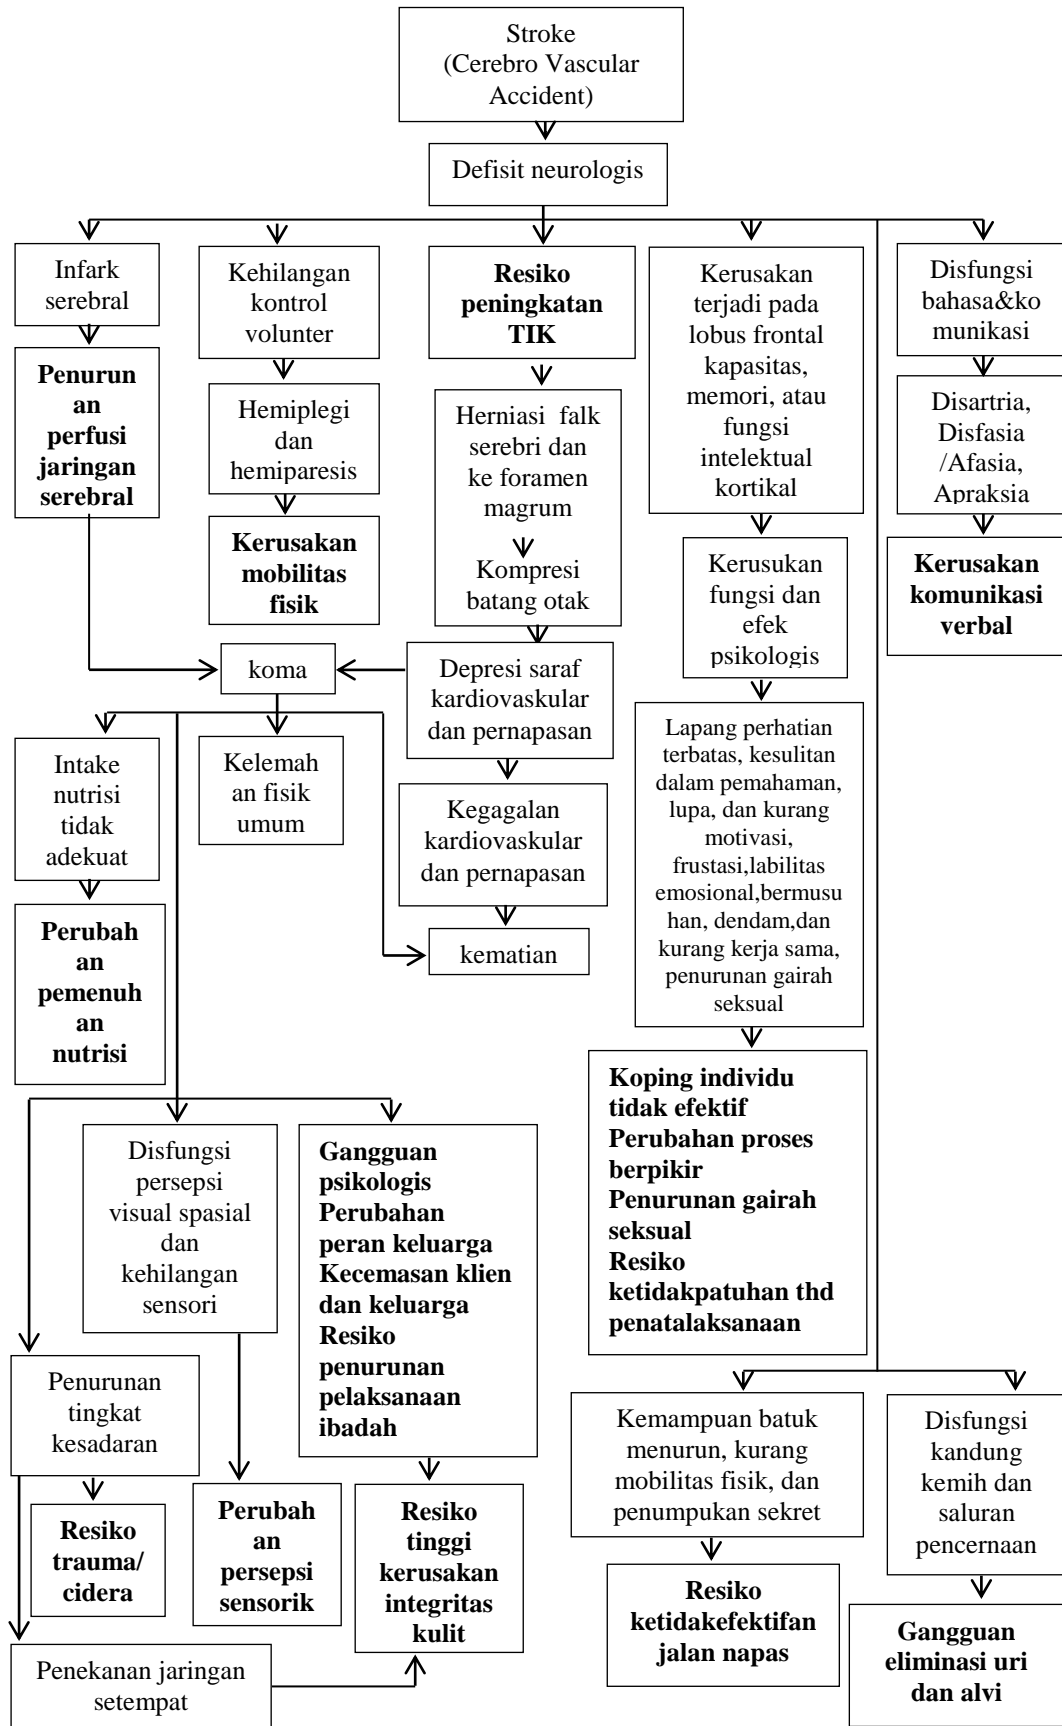 Stroke
(Cerebro Vascular
Accident)
Defisit neurologis
Infark
serebral
Kehilangan
kontrol
volunter
Resiko
peningkatan
TIK
Kerusakan
terjadi pada
lobus frontal
kapasitas,
memori, atau
fungsi
intelektual
kortikal
Disfungsi
bahasa&ko
munikasi
Penurun
an
perfusi
jaringan
serebral
Hemiplegi
dan
hemiparesis
Herniasi falk
serebri dan
ke foramen
magrum
Disartria,
Disfasia
/Afasia,
Apraksia
Kerusakan
mobilitas
fisik
Kompresi
batang otak
Kerusukan
fungsi dan
efek
psikologis
Kerusakan
komunikasi
verbal
koma
Depresi saraf
kardiovaskular
dan pernapasan
Intake
nutrisi
tidak
adekuat
Kelemah
an fisik
umum
Kegagalan
kardiovaskular
dan pernapasan
Lapang perhatian
terbatas, kesulitan
dalam pemahaman,
lupa, dan kurang
motivasi,
frustasi,labilitas
emosional,bermusu
han, dendam,dan
kurang kerja sama,
penurunan gairah
seksual
Perubah
an
pemenuh
an
nutrisi
kematian
Koping individu
tidak efektif
Perubahan proses
berpikir
Penurunan gairah
seksual
Resiko
ketidakpatuhan thd
penatalaksanaan
Disfungsi
persepsi
visual spasial
dan
kehilangan
sensori
Gangguan
psikologis
Perubahan
peran keluarga
Kecemasan klien
dan keluarga
Resiko
penurunan
pelaksanaan
ibadah
Penurunan
tingkat
kesadaran
Kemampuan batuk
menurun, kurang
mobilitas fisik, dan
penumpukan sekret
Disfungsi
kandung
kemih dan
saluran
pencernaan
Resiko
trauma/
cidera
Perubah
an
persepsi
sensorik
Resiko
tinggi
kerusakan
integritas
kulit
Resiko
ketidakefektifan
jalan napas
Gangguan
eliminasi uri
dan alvi
Penekanan jaringan
setempat